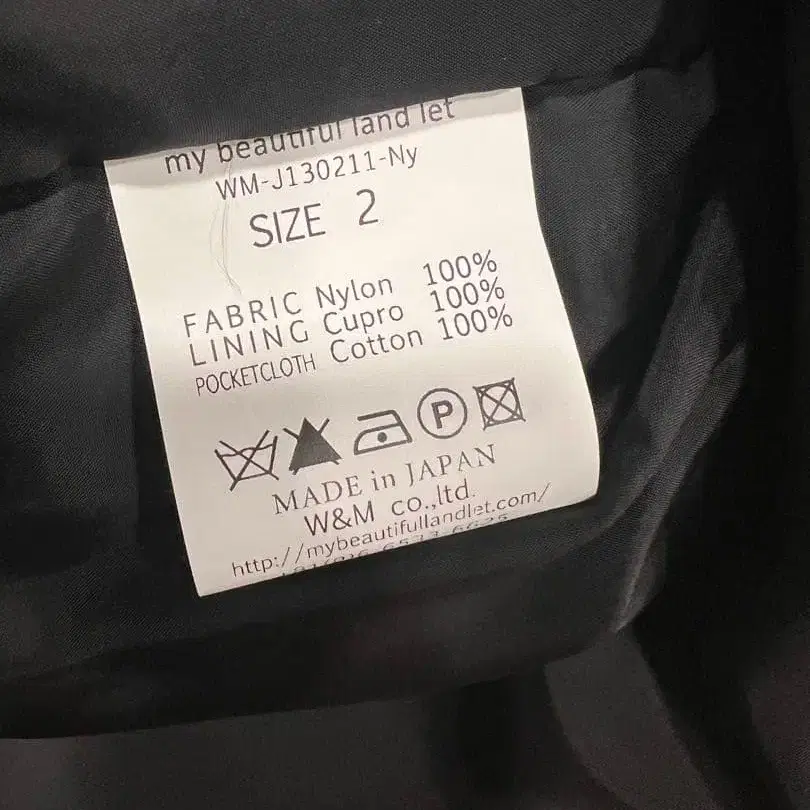 my beautiful land let
WM-J130211-Ny
SIZE 2
FABRIC Nylon 100%
LINING Cupro 100%
POCKETCLOTH Cotton 100%
P
MADE in JAPAN
W&M co.,ltd.
http://mybeautifullandlet.com/